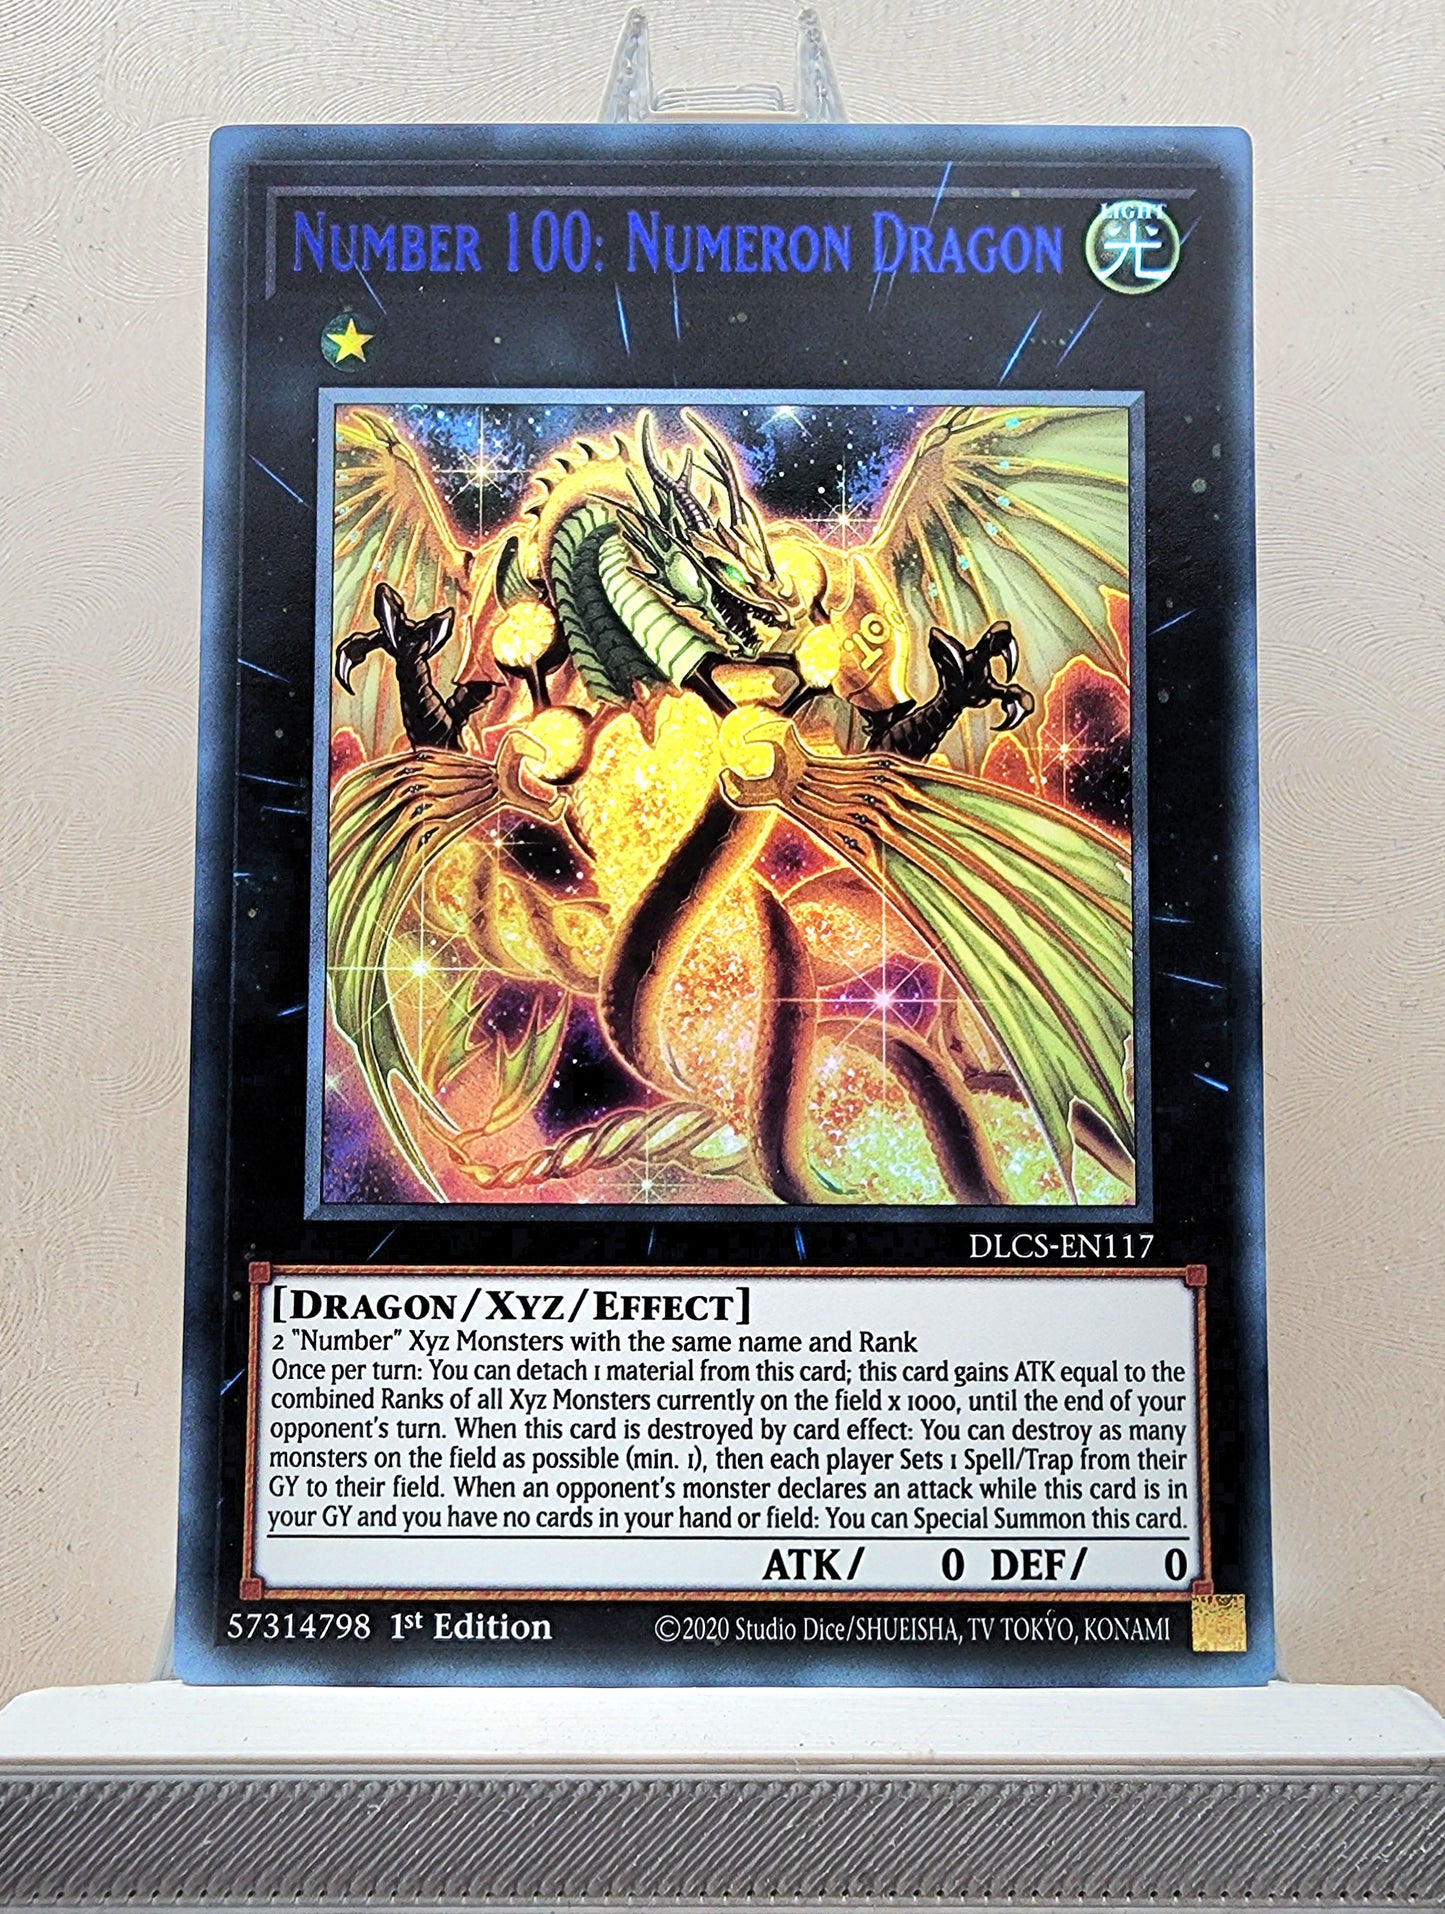 NUMBER 100: NUMERON DRAGON
LIGHT
光
DLCS-EN117
[DRAGON/XYZ/EFFECT]
2 "Number" Xyz Monsters with the same name and Rank
Once per turn: You can detach 1 material from this card; this card gains ATK equal to the
combined Ranks of all Xyz Monsters currently on the field x 1000, until the end of your
opponent's turn. When this card is destroyed by card effect: You can destroy as many
monsters on the field as possible (min. 1), then each player Sets 1 Spell/Trap from their
GY to their field. When an opponent's monster declares an attack while this card is in
your GY and you have no cards in your hand or field: You can Special Summon this card.
ATK/ 0 DEF/ 0
57314798 1st Edition ©2020 Studio Dice/SHUEISHA, TV TOKYO, KONAMI